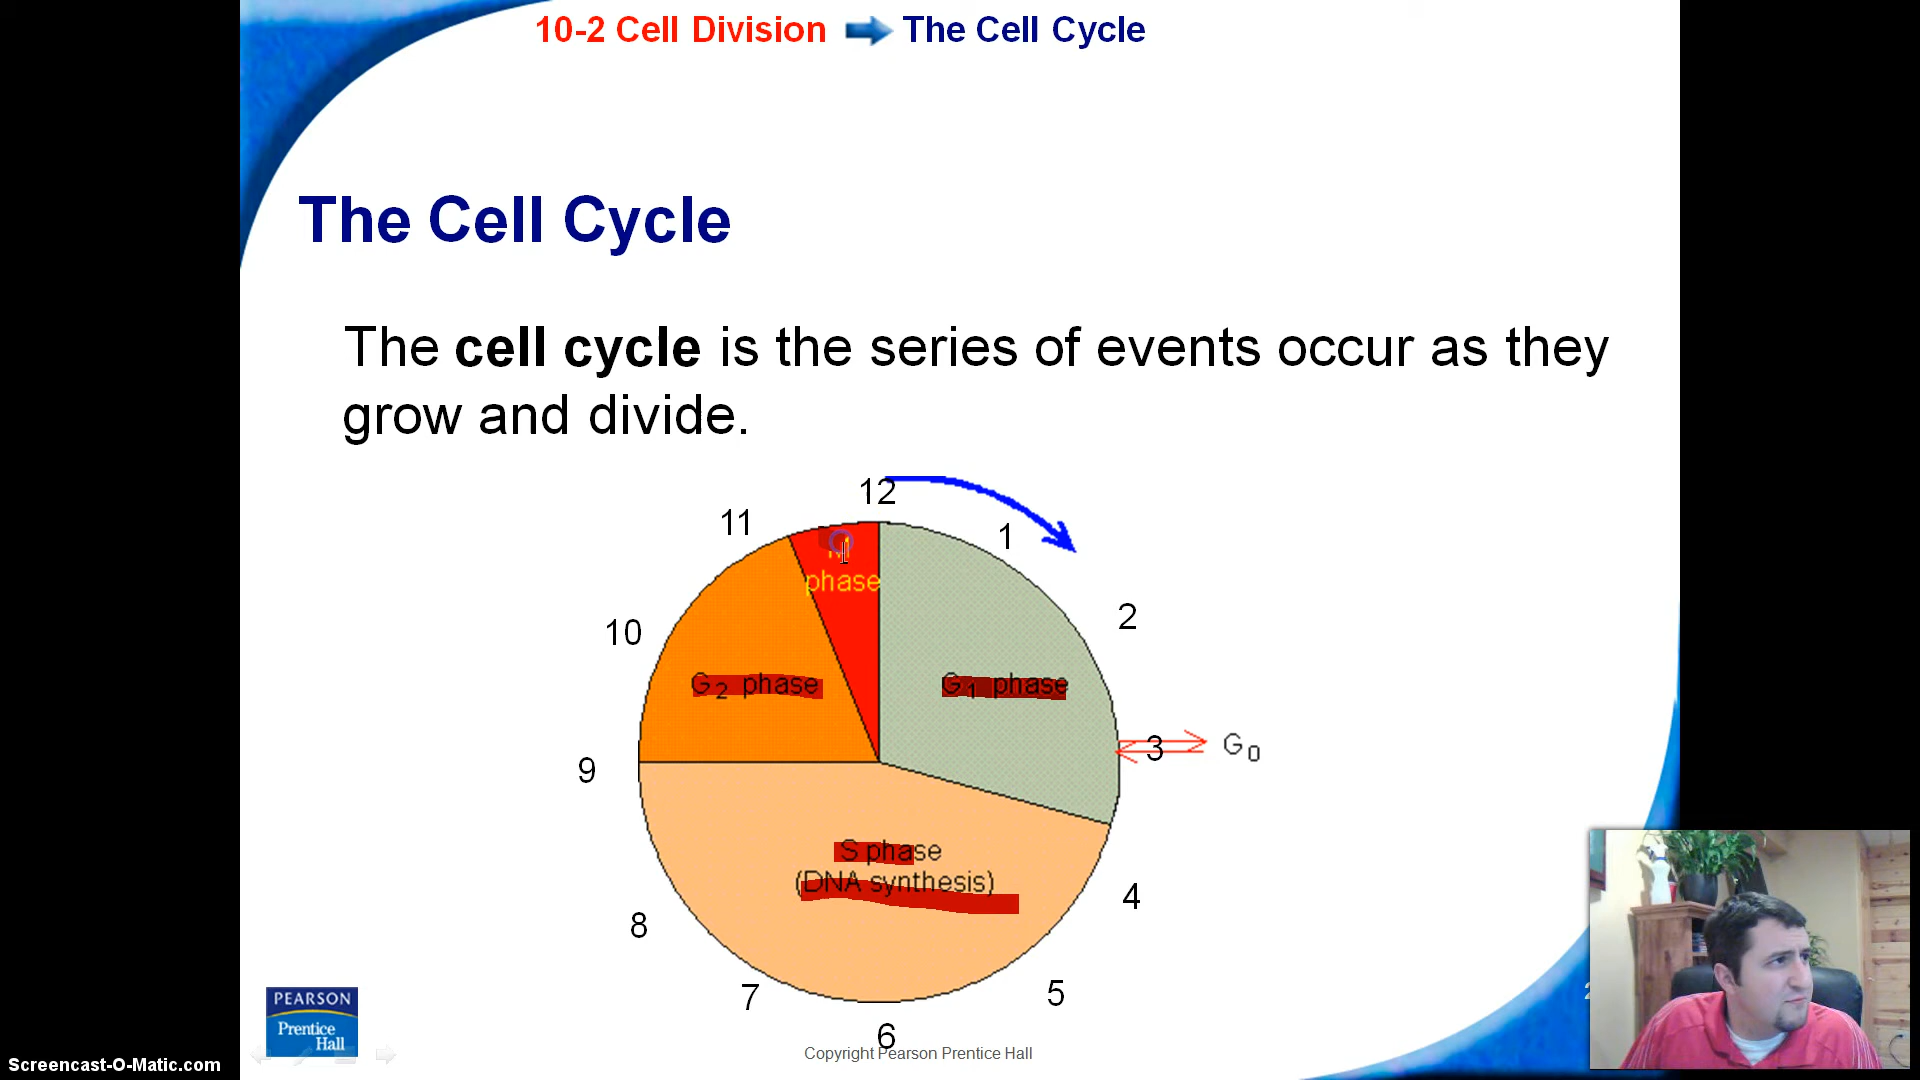 10-2 Cell Division The Cell Cycle
The Cell Cycle
The cell cycle is the series of events occur as they
grow and divide.
12
11
1
M
phase
2
10
G2 phase
G1 phase
3
G0
9
S phase
(DNA synthesis)
4
8
7
5
6
PEARSON
Prentice
Hall
Copyright Pearson Prentice Hall
Screencast-O-Matic.com